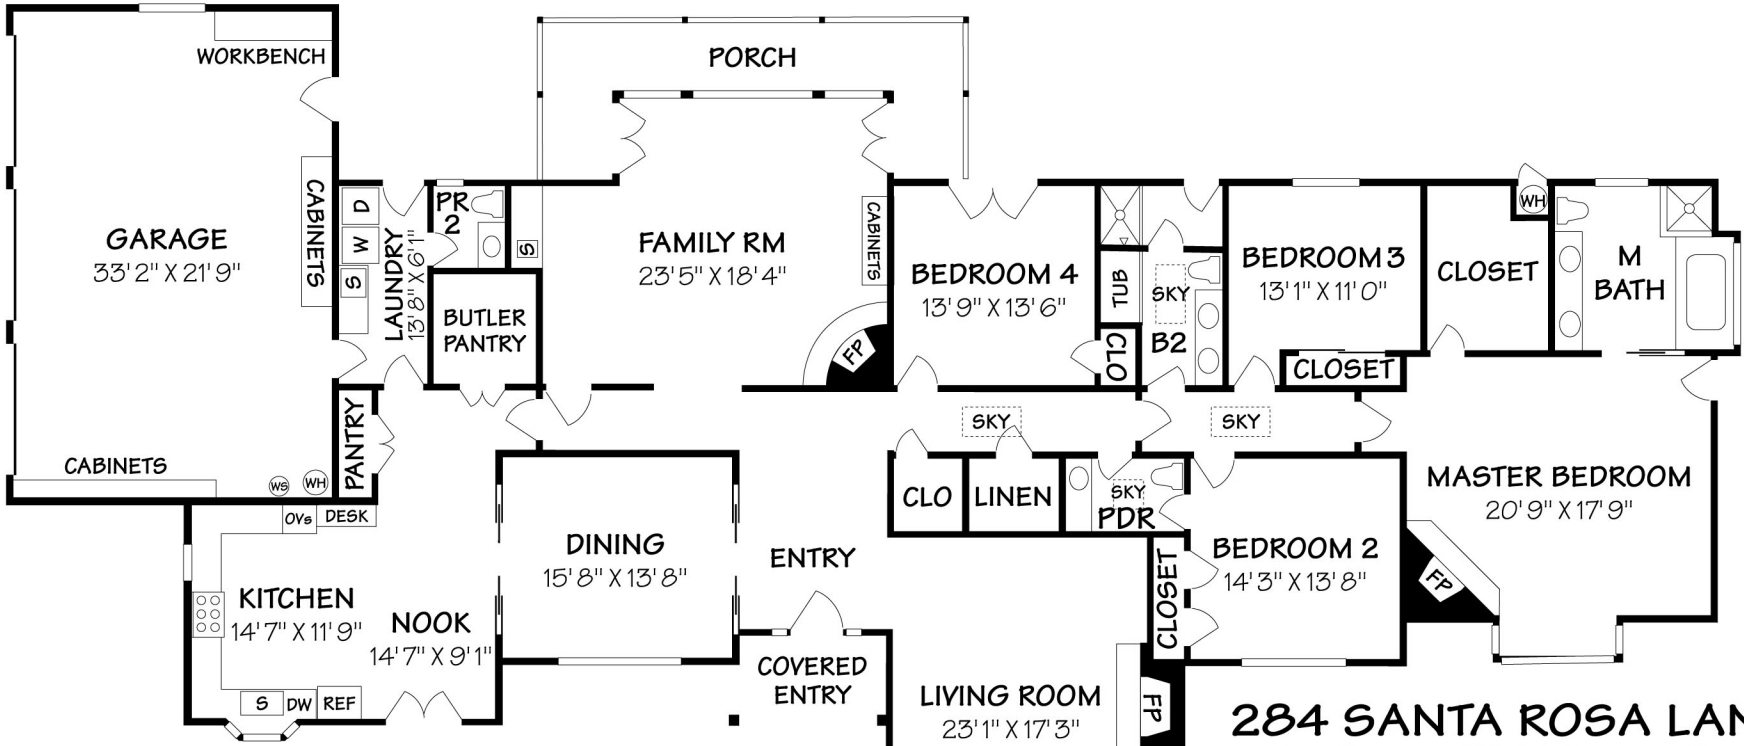 WORKBENCH
PORCH
GARAGE
33'2" X 21'9"
CABINETS
CABINETS
WS
WH
D
W
S
LAUNDRY
13'8" X 6'1"
PR
2
S
BUTLER
PANTRY
PANTRY
FAMILY RM
23'5" X 18'4"
CABINETS
FP
BEDROOM 4
13'9" X 13'6"
TUB
CLO
SKY
B2
BEDROOM 3
13'1" X 11'0"
CLOSET
CLOSET
WH
M
BATH
SKY
SKY
CLO
LINEN
SKY
PDR
MASTER BEDROOM
20'9" X 17'9"
FP
BEDROOM 2
14'3" X 13'8"
CLOSET
OVs
DESK
KITCHEN
14'7" X 11'9"
NOOK
14'7" X 9'1"
S
DW
REF
DINING
15'8" X 13'8"
ENTRY
COVERED
ENTRY
LIVING ROOM
23'1" X 17'3"
FP
284 SANTA ROSA LAN